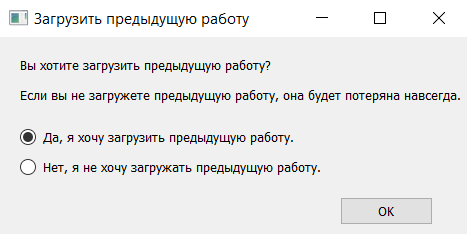 Загрузить предыдущую работу
Вы хотите загрузить предыдущую работу?
Если вы не загружете предыдущую работу, она будет потеряна навсегда.
Да, я хочу загрузить предыдущую работу.
Нет, я не хочу загружать предыдущую работу.
OK